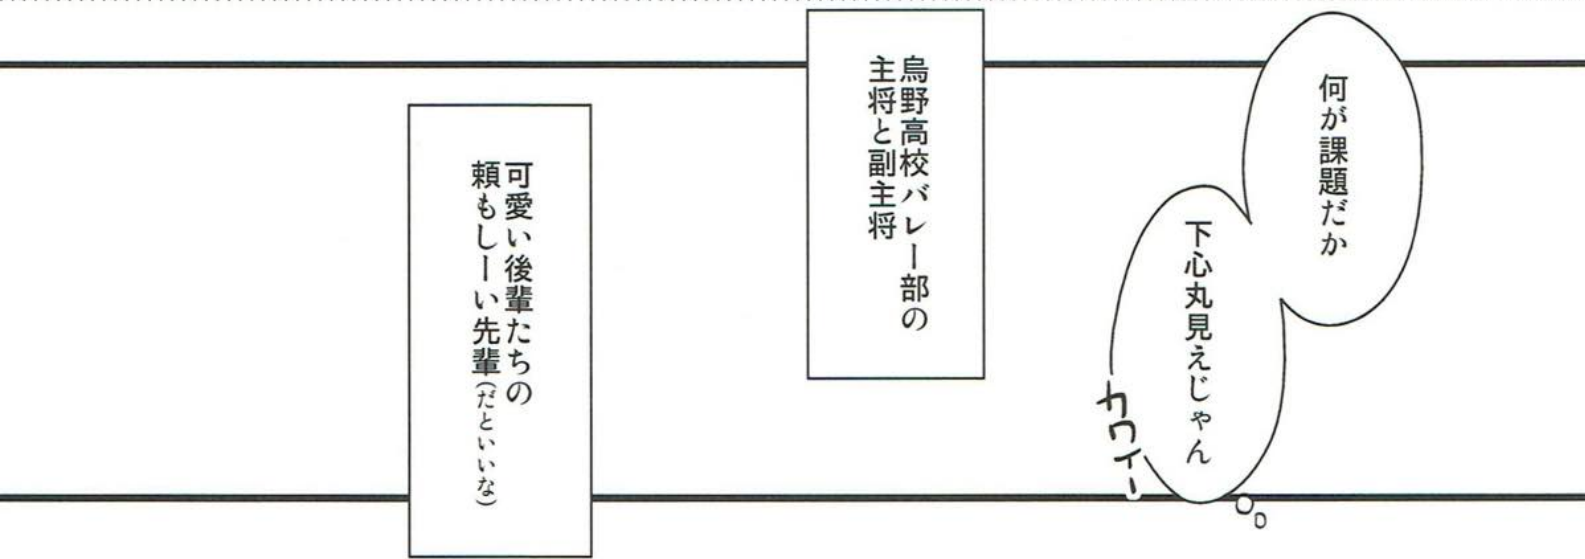 何が課題だか
下心丸見えじゃん
カワイー
烏野高校バレー部の
主将と副主将
可愛い後輩たちの
頼もしーい先輩(だといいな)